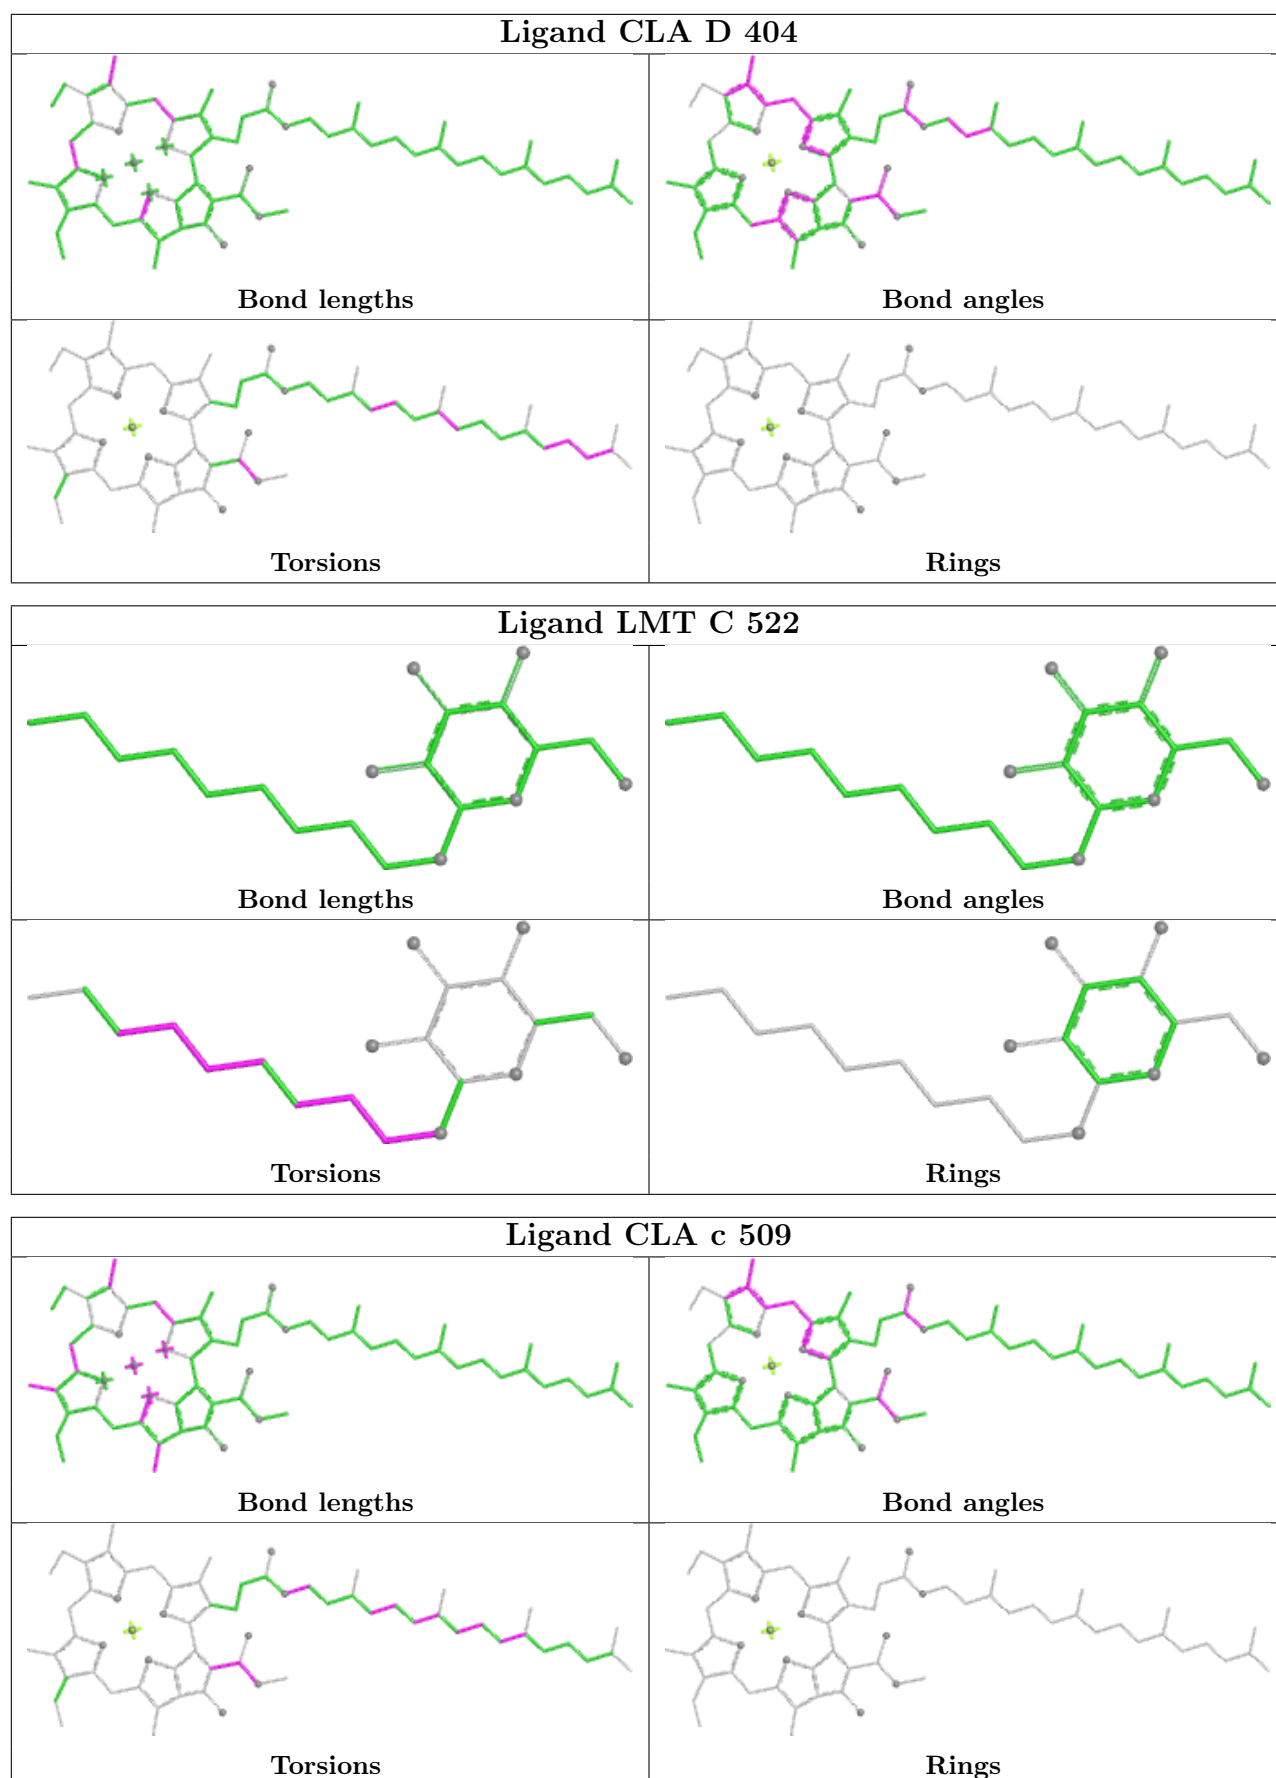 Ligand CLA D 404
Bond lengths
Bond angles
Torsions
Rings
Ligand LMT C 522
Bond lengths
Bond angles
Torsions
Rings
Ligand CLA c 509
Bond lengths
Bond angles
Torsions
Rings